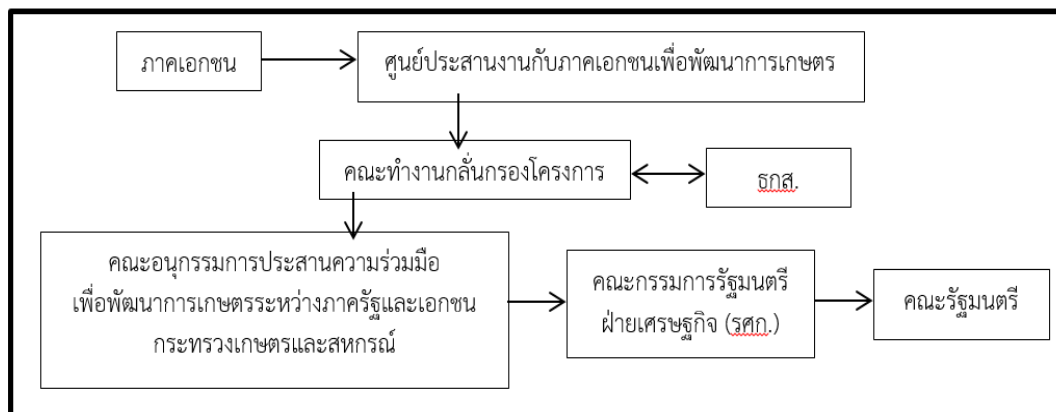 ภาคเอกชน
ศูนย์ประสานงานกับภาคเอกชนเพื่อพัฒนาการเกษตร
คณะทำงานกลั่นกรองโครงการ
ธกส.
คณะอนุกรรมการประสานความร่วมมือ
เพื่อพัฒนาการเกษตรระหว่างภาครัฐและเอกชน
กระทรวงเกษตรและสหกรณ์
คณะกรรมการรัฐมนตรี
ฝ่ายเศรษฐกิจ (รศก.)
คณะรัฐมนตรี